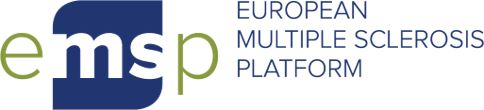 emsp
EUROPEAN
MULTIPLE SCLEROSIS
PLATFORM